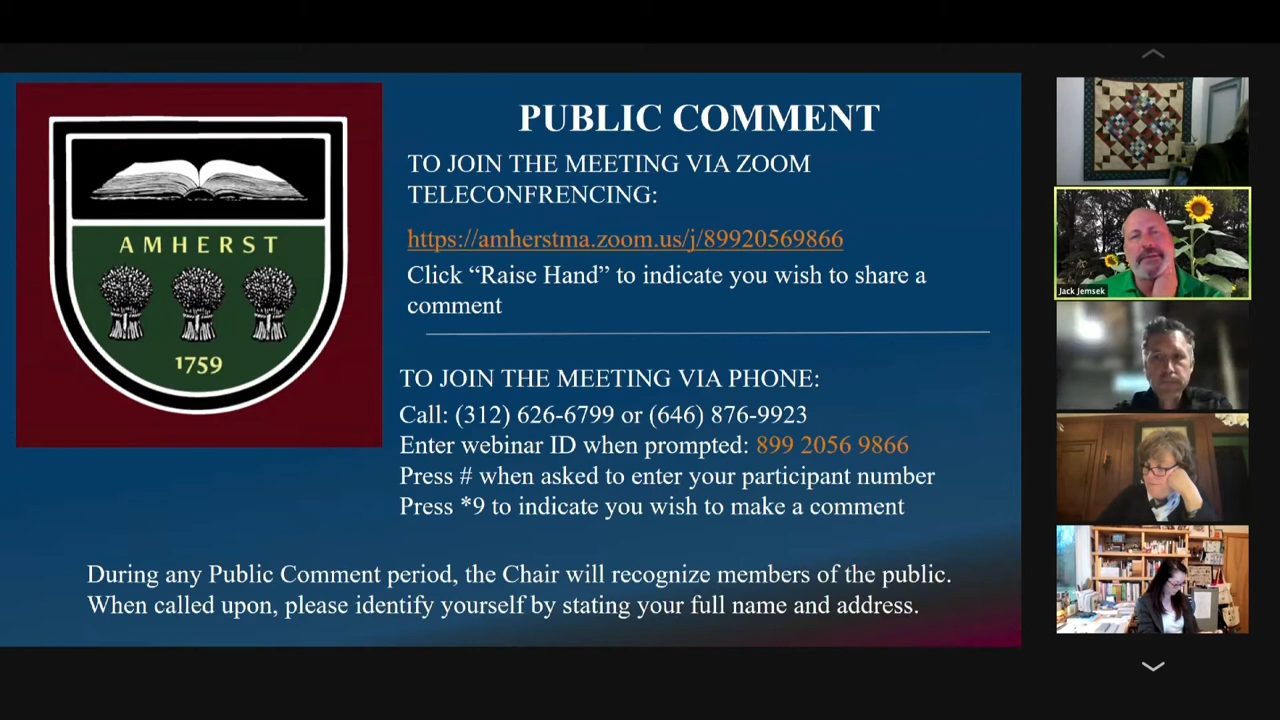 AMHERST
1759
PUBLIC COMMENT
TO JOIN THE MEETING VIA ZOOM
TELECONFRENCING:
https://amherstma.zoom.us/j/89920569866
Click “Raise Hand” to indicate you wish to share a
comment
TO JOIN THE MEETING VIA PHONE:
Call: (312) 626-6799 or (646) 876-9923
Enter webinar ID when prompted: 899 2056 9866
Press # when asked to enter your participant number
Press *9 to indicate you wish to make a comment
During any Public Comment period, the Chair will recognize members of the public.
When called upon, please identify yourself by stating your full name and address.
Jack Jemsek